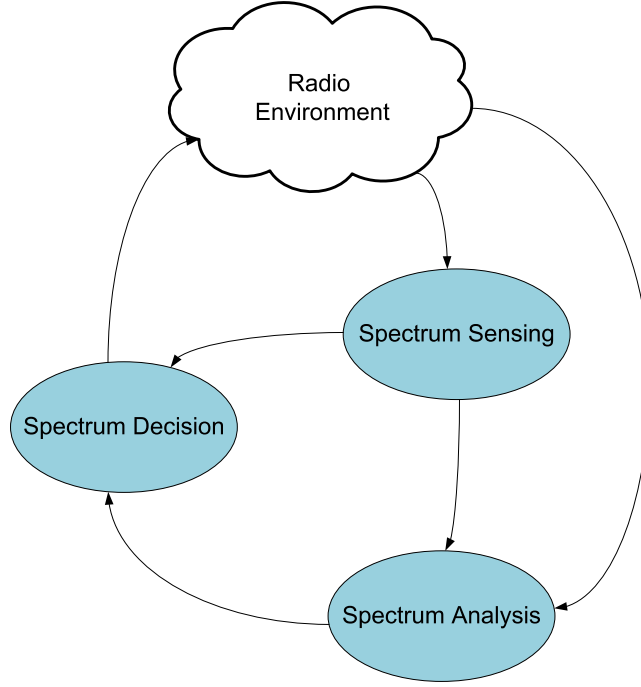 Radio
Environment
Spectrum Sensing
Spectrum Decision
Spectrum Analysis